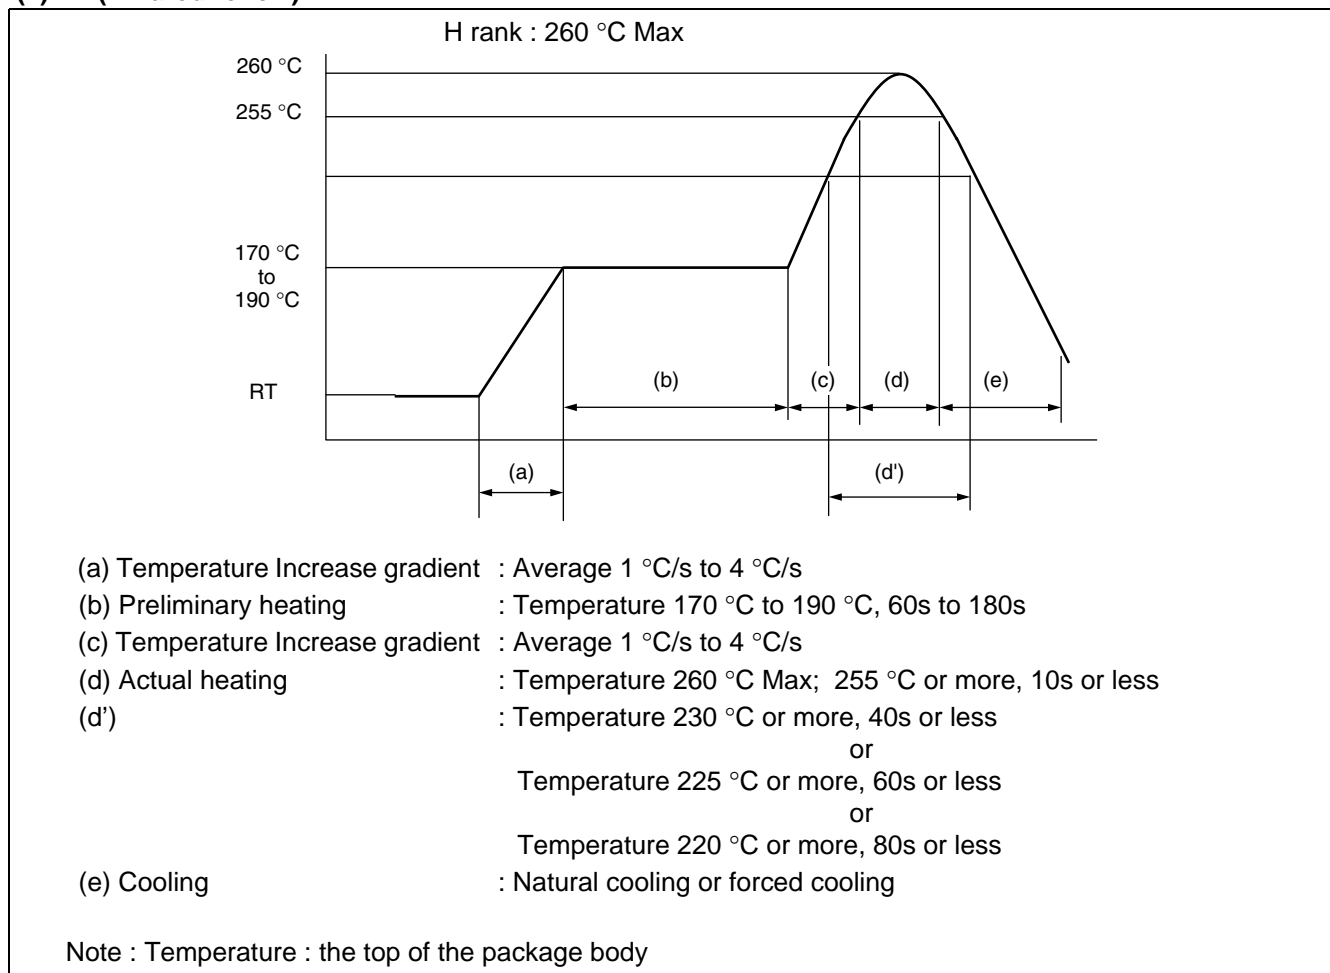 H rank : 260 °C Max
260 °C
255 °C
170 °C
to
190 °C
RT
(b)
(c)
(d)
(e)
(a)
(d')
(a) Temperature Increase gradient : Average 1 °C/s to 4 °C/s
(b) Preliminary heating : Temperature 170 °C to 190 °C, 60s to 180s
(c) Temperature Increase gradient : Average 1 °C/s to 4 °C/s
(d) Actual heating : Temperature 260 °C Max; 255 °C or more, 10s or less
(d’) : Temperature 230 °C or more, 40s or less
or
Temperature 225 °C or more, 60s or less
or
Temperature 220 °C or more, 80s or less
(e) Cooling : Natural cooling or forced cooling
Note : Temperature : the top of the package body